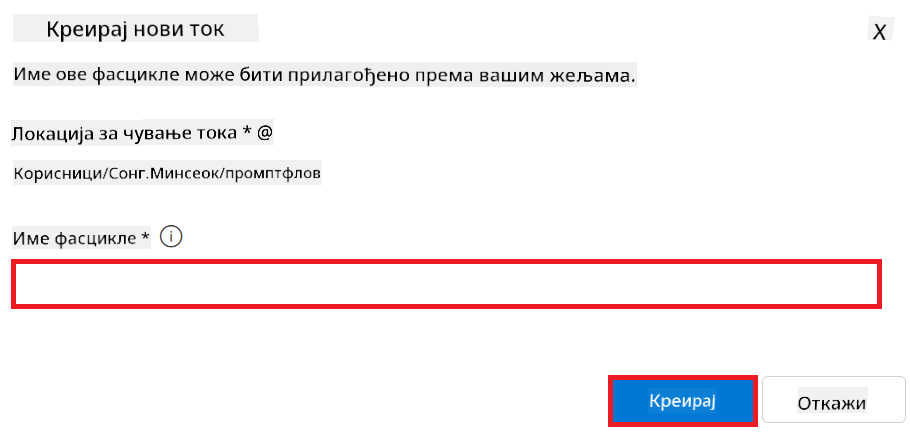 Креирај нови ток
X
Име ове фасцикле може бити прилагођено према вашим жељама.
Локација за чување тока * @
Корисници/Сонг.Минсеок/промптфлов
Име фасцикле * i
Креирај
Откажи